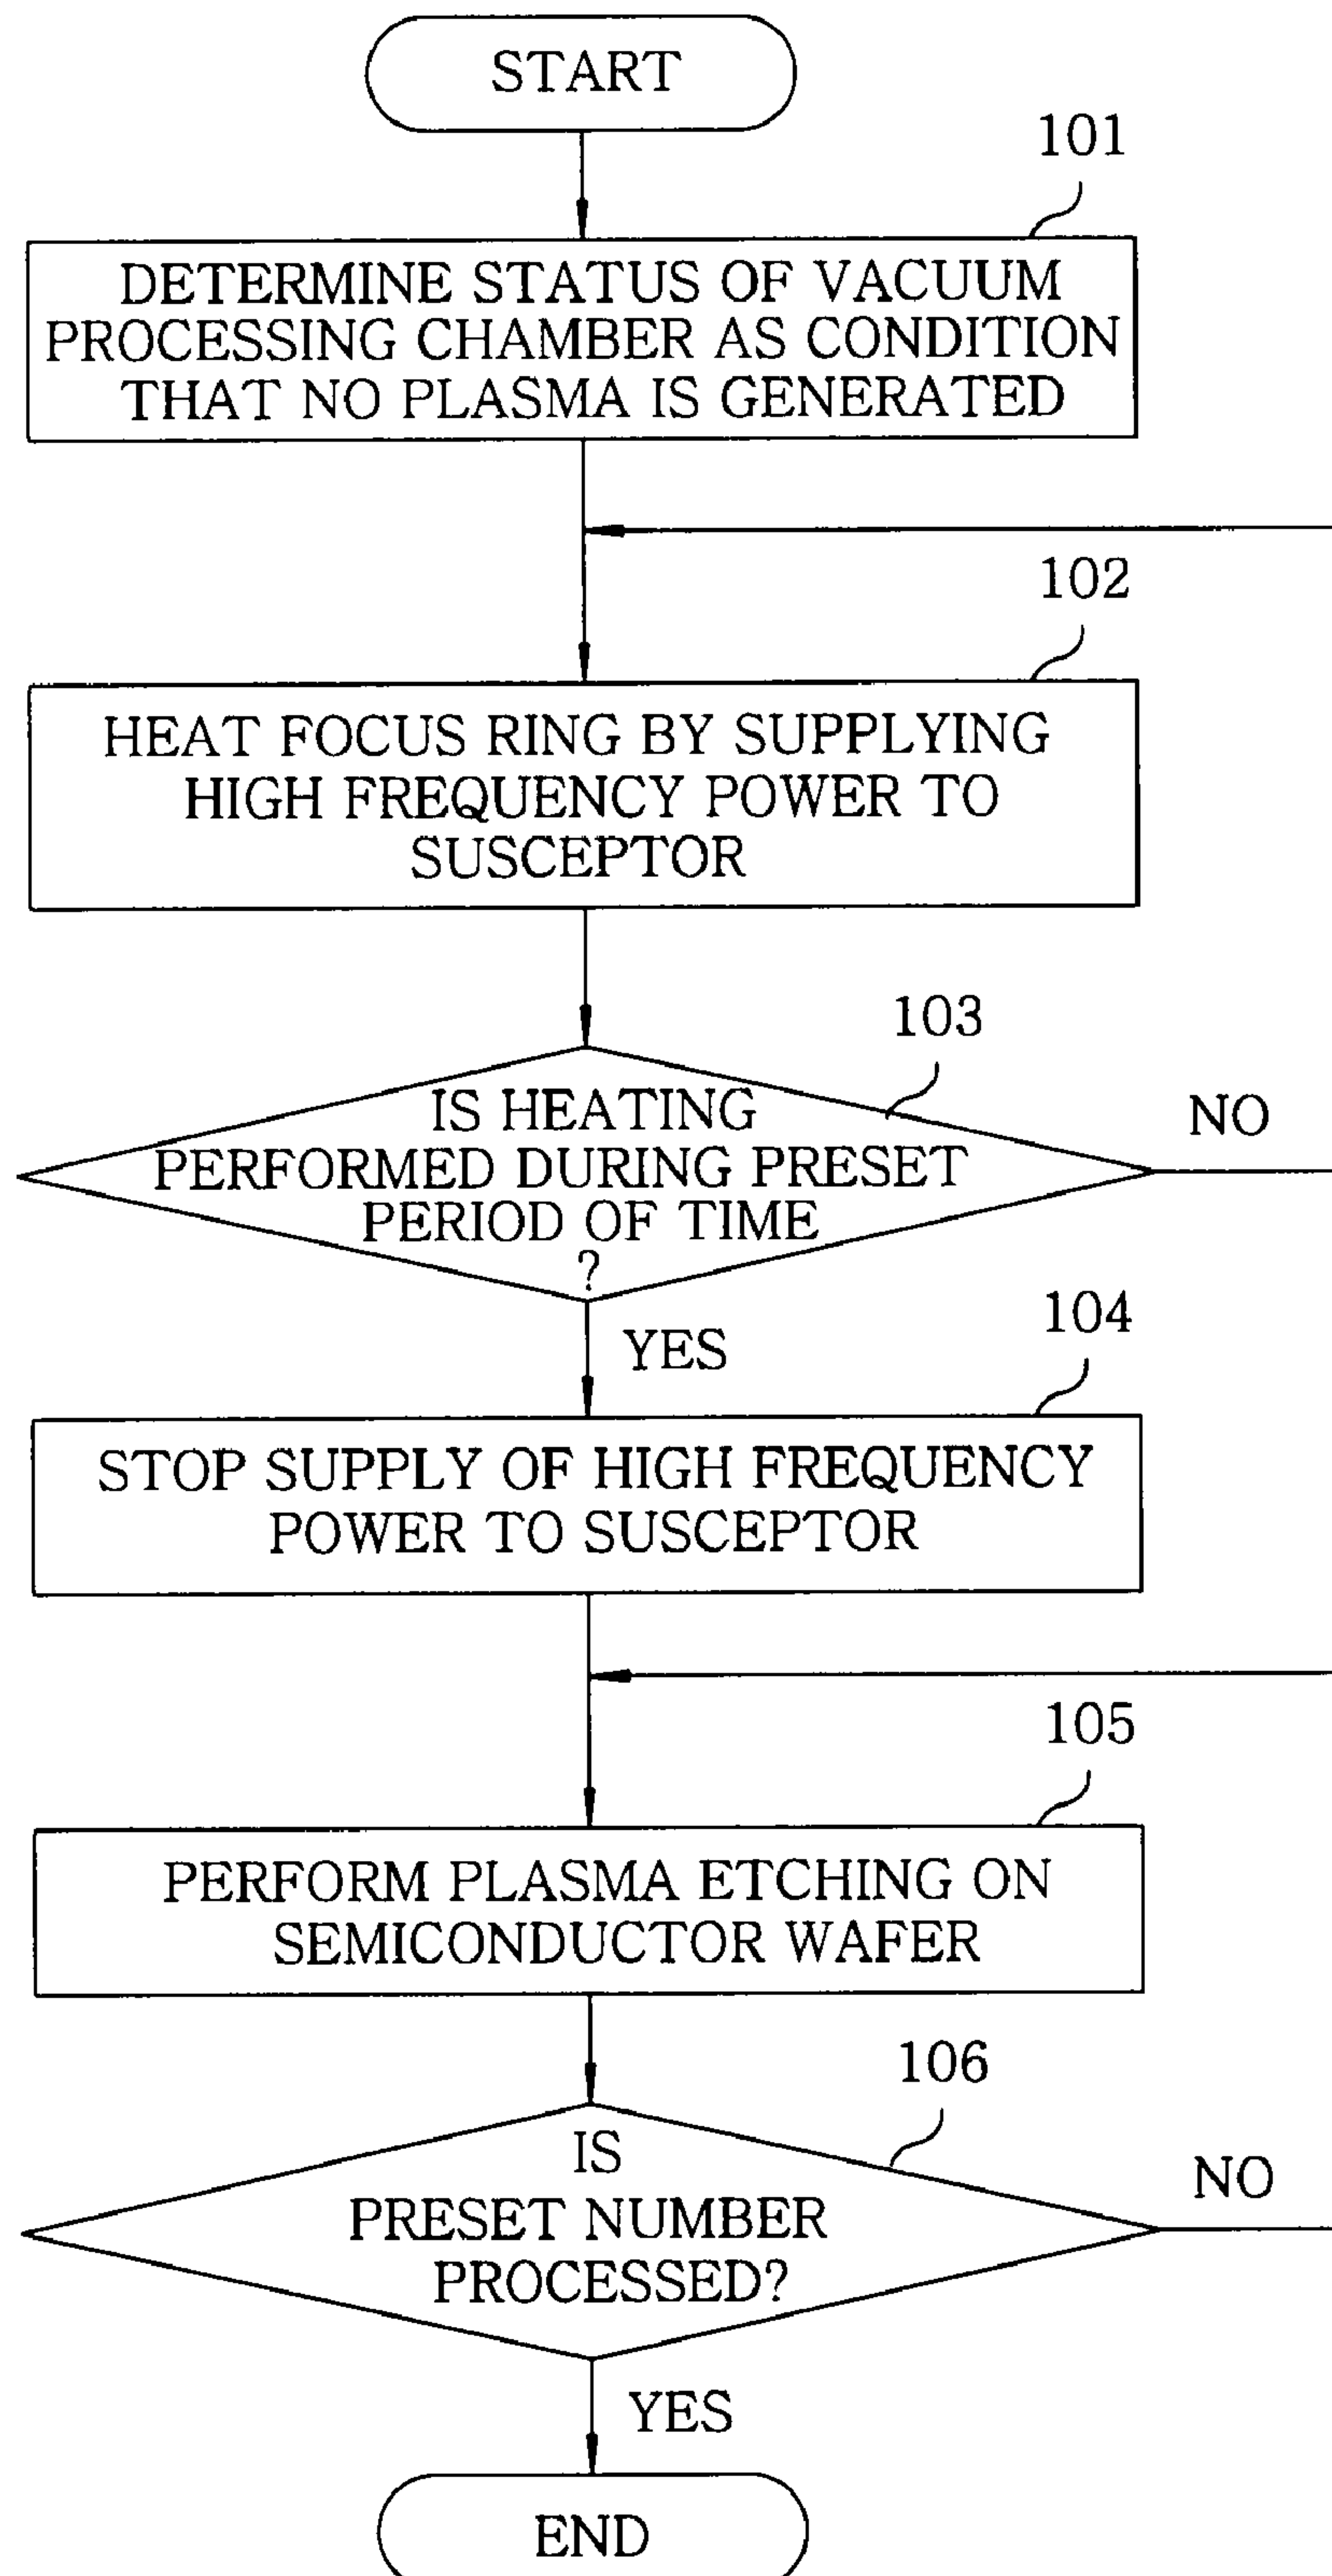 START
101
DETERMINE STATUS OF VACUUM
PROCESSING CHAMBER AS CONDITION
THAT NO PLASMA IS GENERATED
102
HEAT FOCUS RING BY SUPPLYING
HIGH FREQUENCY POWER TO
SUSCEPTOR
103
IS HEATING
PERFORMED DURING PRESET
PERIOD OF TIME
?
NO
YES
104
STOP SUPPLY OF HIGH FREQUENCY
POWER TO SUSCEPTOR
105
PERFORM PLASMA ETCHING ON
SEMICONDUCTOR WAFER
106
IS
PRESET NUMBER
PROCESSED?
NO
YES
END